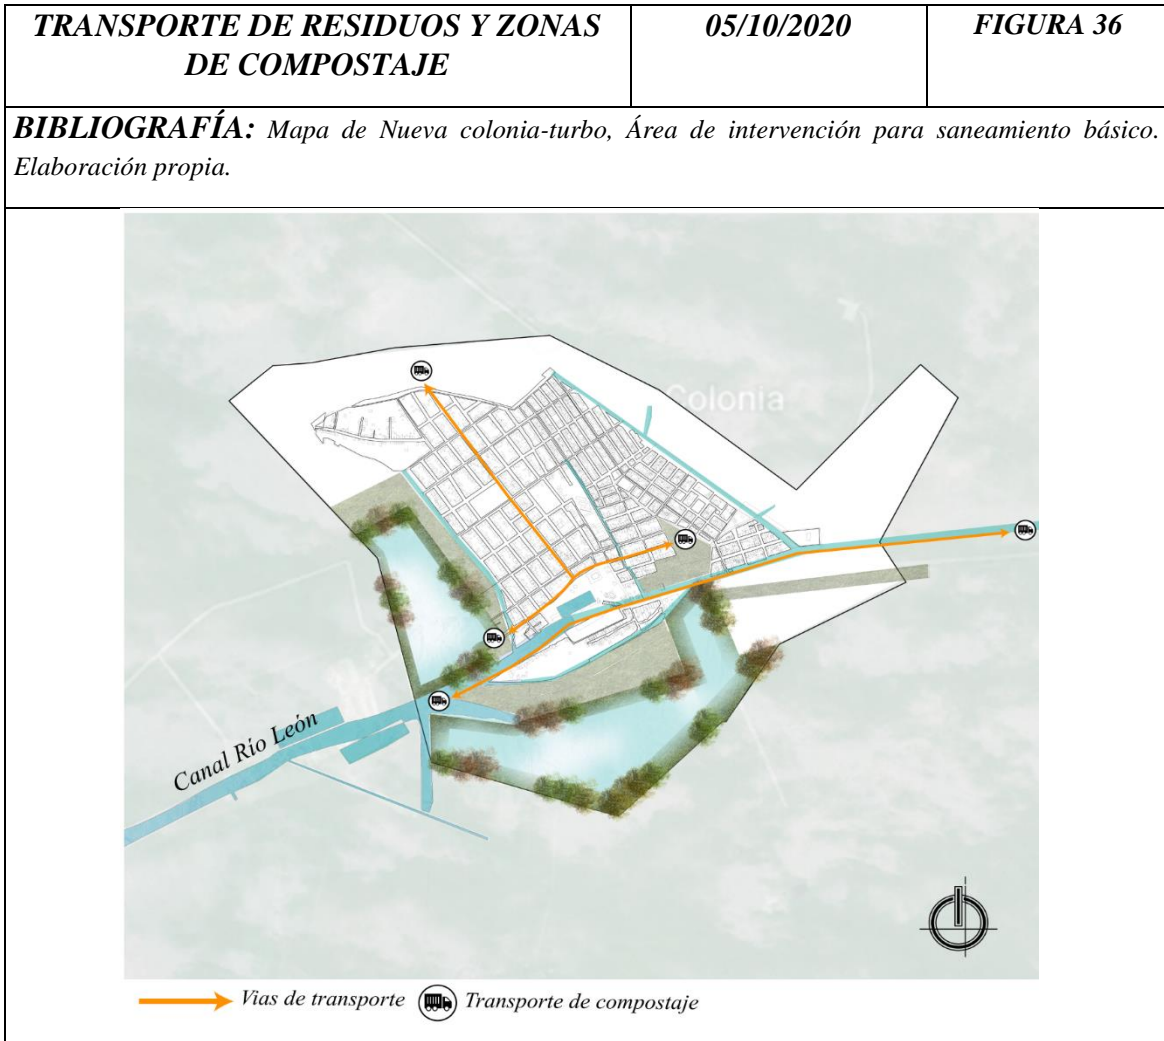 TRANSPORTE DE RESIDUOS Y ZONAS
DE COMPOSTAJE
05/10/2020
FIGURA 36
BIBLIOGRAFÍA: Mapa de Nueva colonia-turbo, Área de intervención para saneamiento básico.
Elaboración propia.
Colonia
Canal Río León
Vias de transporte
Transporte de compostaje